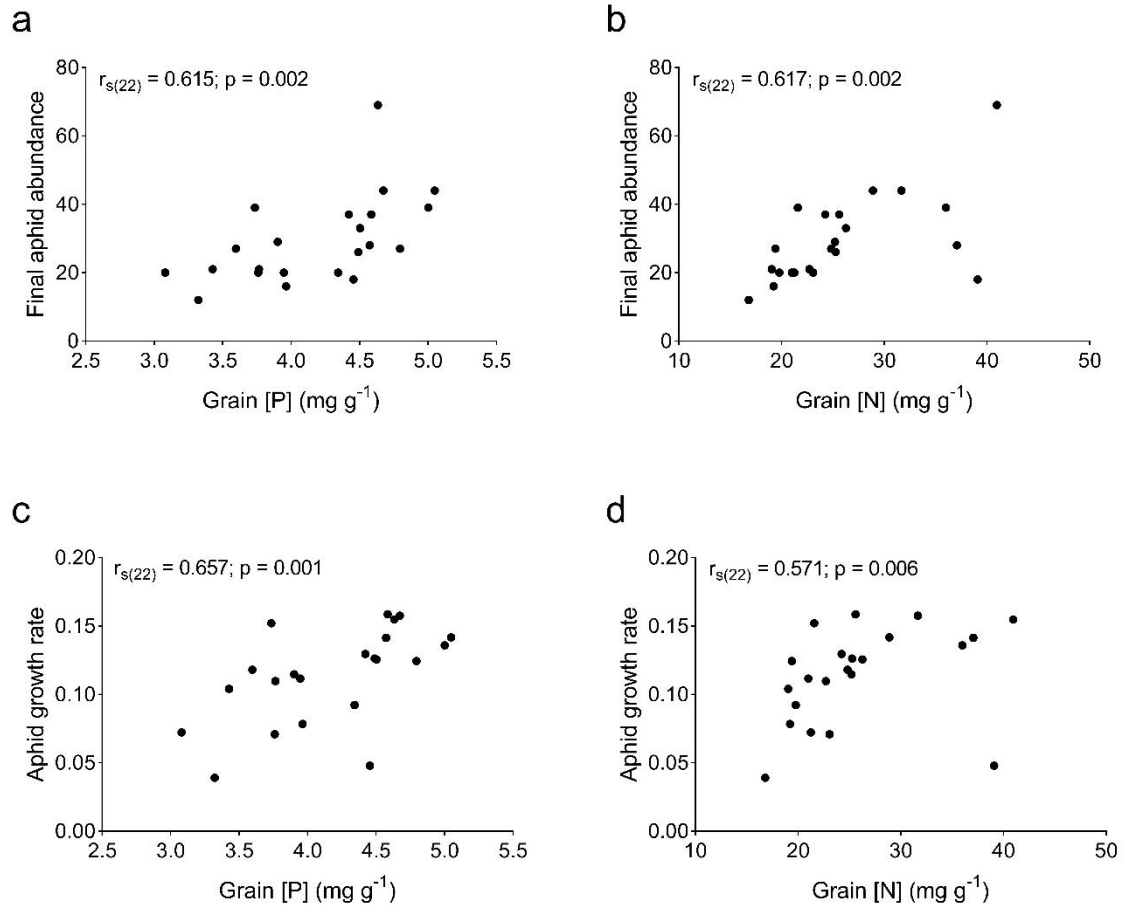 a
r_s(22) = 0.615; p = 0.002
Final aphid abundance
80
60
40
20
0
2.5 3.0 3.5 4.0 4.5 5.0 5.5
Grain [P] (mg g⁻¹)
b
r_s(22) = 0.617; p = 0.002
Final aphid abundance
80
60
40
20
0
10 20 30 40 50
Grain [N] (mg g⁻¹)
c
r_s(22) = 0.657; p = 0.001
Aphid growth rate
0.20
0.15
0.10
0.05
0.00
2.5 3.0 3.5 4.0 4.5 5.0 5.5
Grain [P] (mg g⁻¹)
d
r_s(22) = 0.571; p = 0.006
Aphid growth rate
0.20
0.15
0.10
0.05
0.00
10 20 30 40 50
Grain [N] (mg g⁻¹)